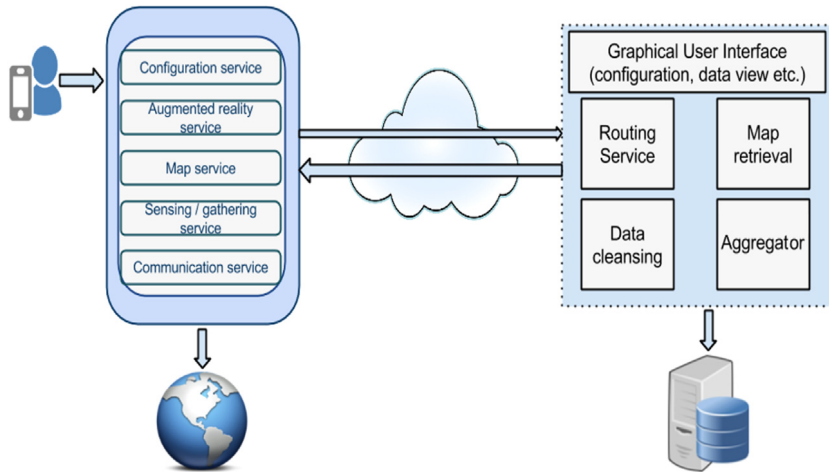 Configuration service
Augmented reality
service
Map service
Sensing / gathering
service
Communication service
Graphical User Interface
(configuration, data view etc.)
Routing
Service
Map
retrieval
Data
cleansing
Aggregator